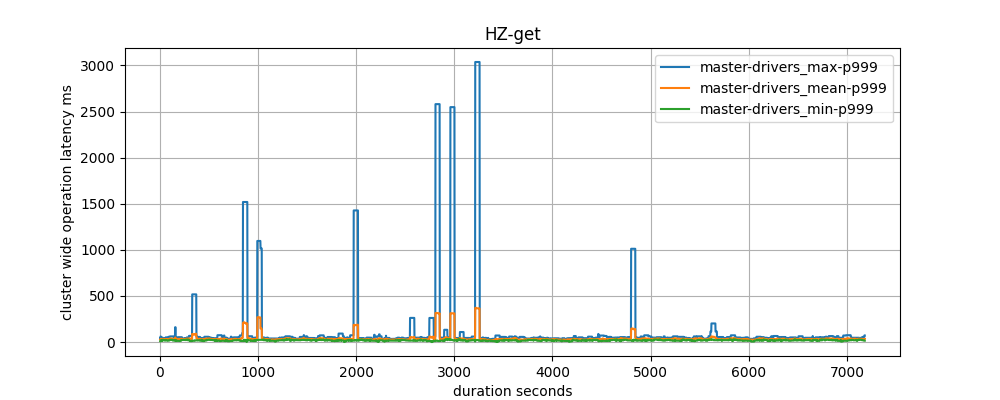 HZ-get
cluster wide operation latency ms
3000
2500
2000
1500
1000
500
0
master-drivers_max-p999
master-drivers_mean-p999
master-drivers_min-p999
0 1000 2000 3000 4000 5000 6000 7000
duration seconds